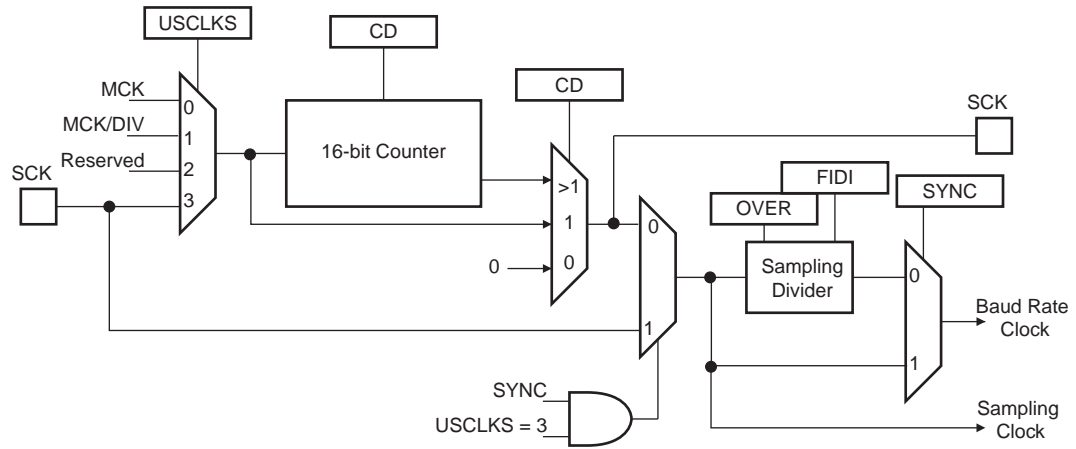 USCLKS
CD
CD
SCK
MCK
0
MCK/DIV
1
16-bit Counter
Reserved
2
SCK
3
>1
1
0
0
0
1
FIDI
OVER
SYNC
Sampling
Divider
0
1
Baud Rate
Clock
SYNC
USCLKS = 3
Sampling
Clock